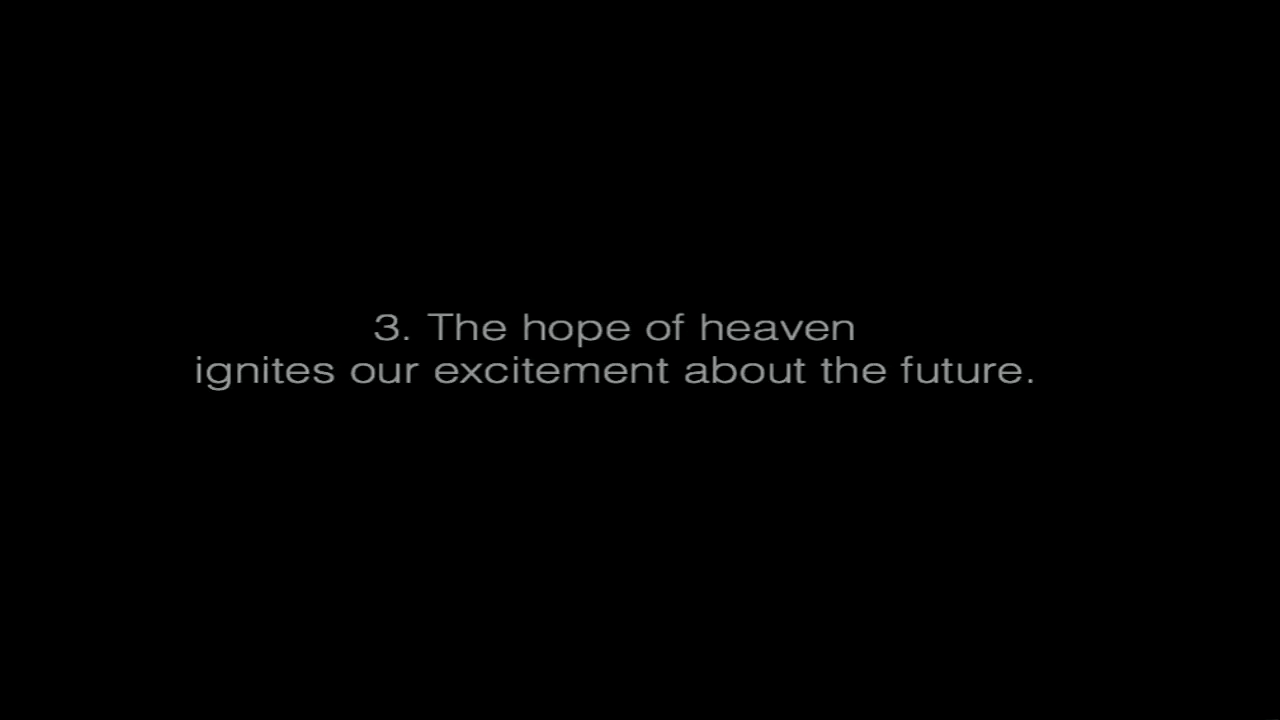 3. The hope of heaven
ignites our excitement about the future.